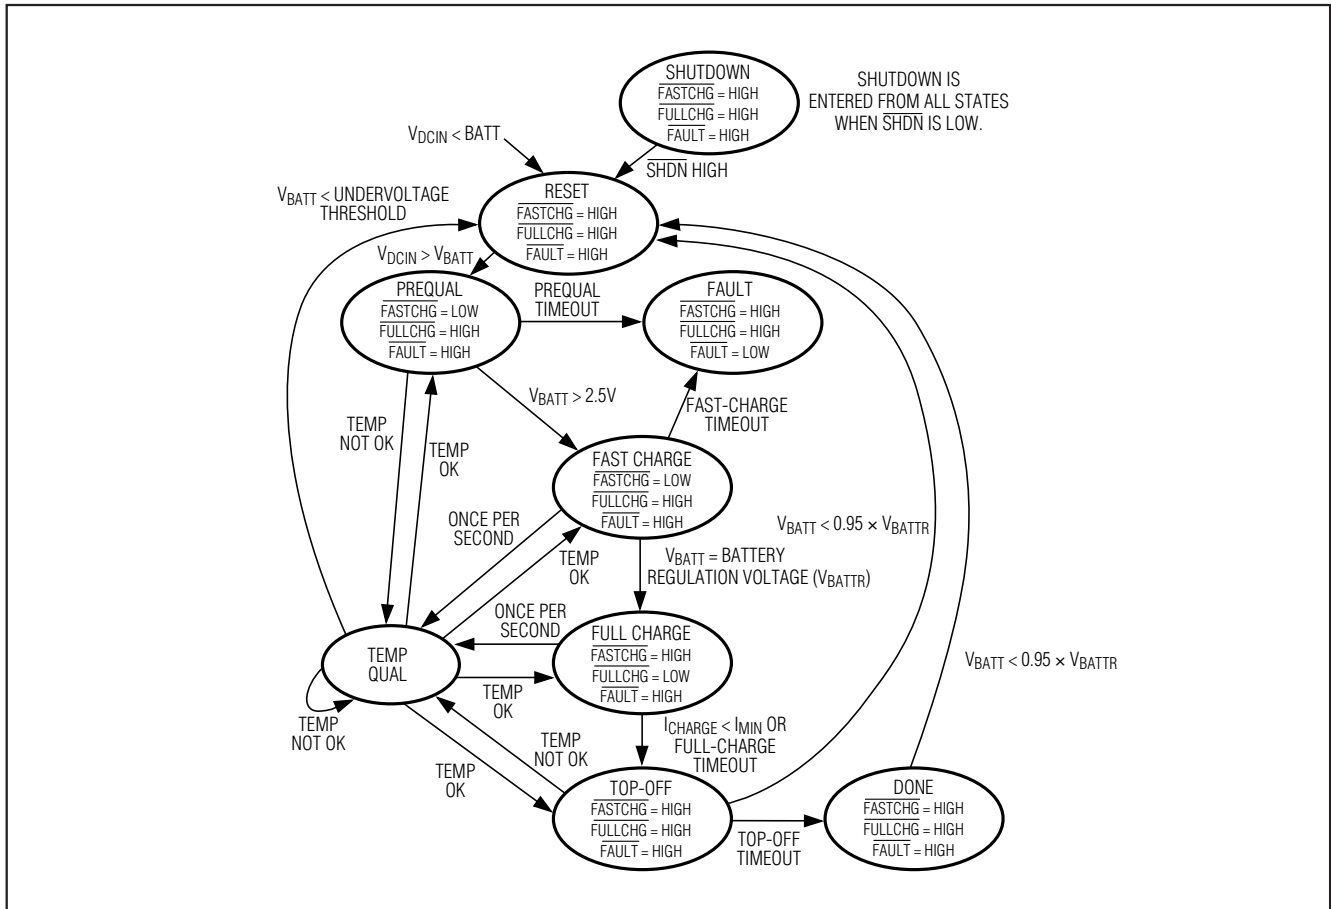 SHUTDOWN
FASTCHG = HIGH
FULLCHG = HIGH
FAULT = HIGH
SHUTDOWN IS
ENTERED FROM ALL STATES
WHEN SHDN IS LOW.
VDCIN < BATT
SHDN HIGH
VBATT < UNDERVOLTAGE
THRESHOLD
RESET
FASTCHG = HIGH
FULLCHG = HIGH
FAULT = HIGH
VDCIN > VBATT
PREQUAL
FASTCHG = LOW
FULLCHG = HIGH
FAULT = HIGH
PREQUAL
TIMEOUT
FAULT
FASTCHG = HIGH
FULLCHG = HIGH
FAULT = LOW
VBATT > 2.5V
FAST-CHARGE
TIMEOUT
TEMP
NOT OK
TEMP
OK
FAST CHARGE
FASTCHG = LOW
FULLCHG = HIGH
FAULT = HIGH
ONCE PER
SECOND
TEMP
OK
VBATT < 0.95 × VBATTR
VBATT = BATTERY
REGULATION VOLTAGE (VBATTR)
ONCE PER
SECOND
FULL CHARGE
FASTCHG = HIGH
FULLCHG = LOW
FAULT = HIGH
TEMP
QUAL
TEMP
OK
VBATT < 0.95 × VBATTR
TEMP
NOT OK
TEMP
NOT OK
ICHARGE < IMIN OR
FULL-CHARGE
TIMEOUT
TEMP
OK
TOP-OFF
FASTCHG = HIGH
FULLCHG = HIGH
FAULT = HIGH
TOP-OFF
TIMEOUT
DONE
FASTCHG = HIGH
FULLCHG = HIGH
FAULT = HIGH